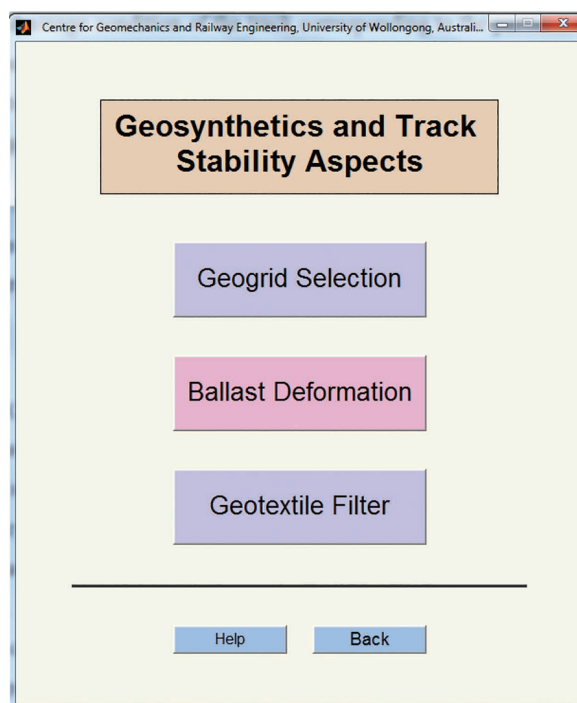 Centre for Geomechanics and Railway Engineering, University of Wollongong, Australi...
Geosynthetics and Track
Stability Aspects
Geogrid Selection
Ballast Deformation
Geotextile Filter
Help
Back